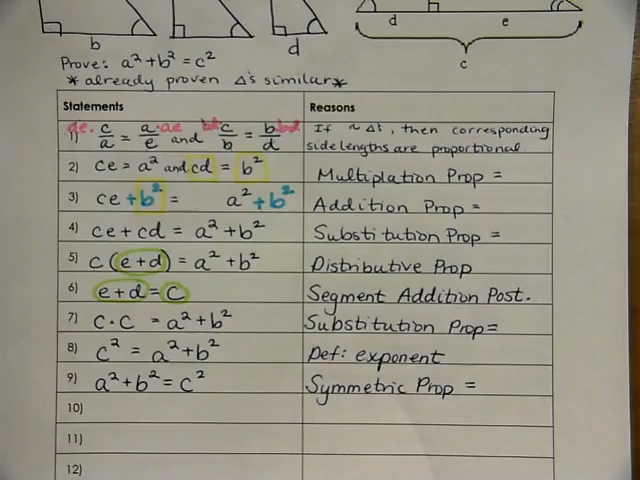 b
d
d e
c
Prove: a²+b² = c²
*already proven Δ's similar*
Statements Reasons
1) ae· c/a = a/e ·ae and bd· c/b = b/d ·bd If ~ Δs, then corresponding
side lengths are proportional.
2) ce = a² and cd = b² Multiplation Prop =
3) ce + b² = a² + b² Addition Prop =
4) ce + cd = a² + b² Substitution Prop =
5) c (e+d) = a² + b² Distributive Prop
6) e+d = c Segment Addition Post.
7) c · c = a² + b² Substitution Prop=
8) c² = a² + b² Def: exponent
9) a² + b² = c² Symmetric Prop =
10)
11)
12)